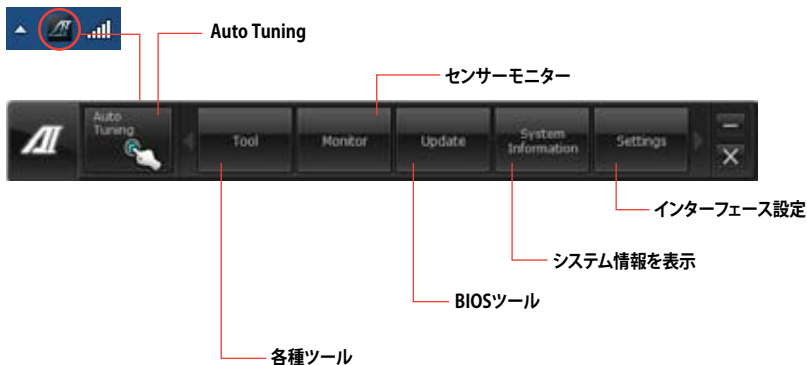 Auto Tuning
センサーモニター
Auto
Tuning
Tool
Monitor
Update
System
Information
Settings
インターフェース設定
システム情報を表示
BIOSツール
各種ツール